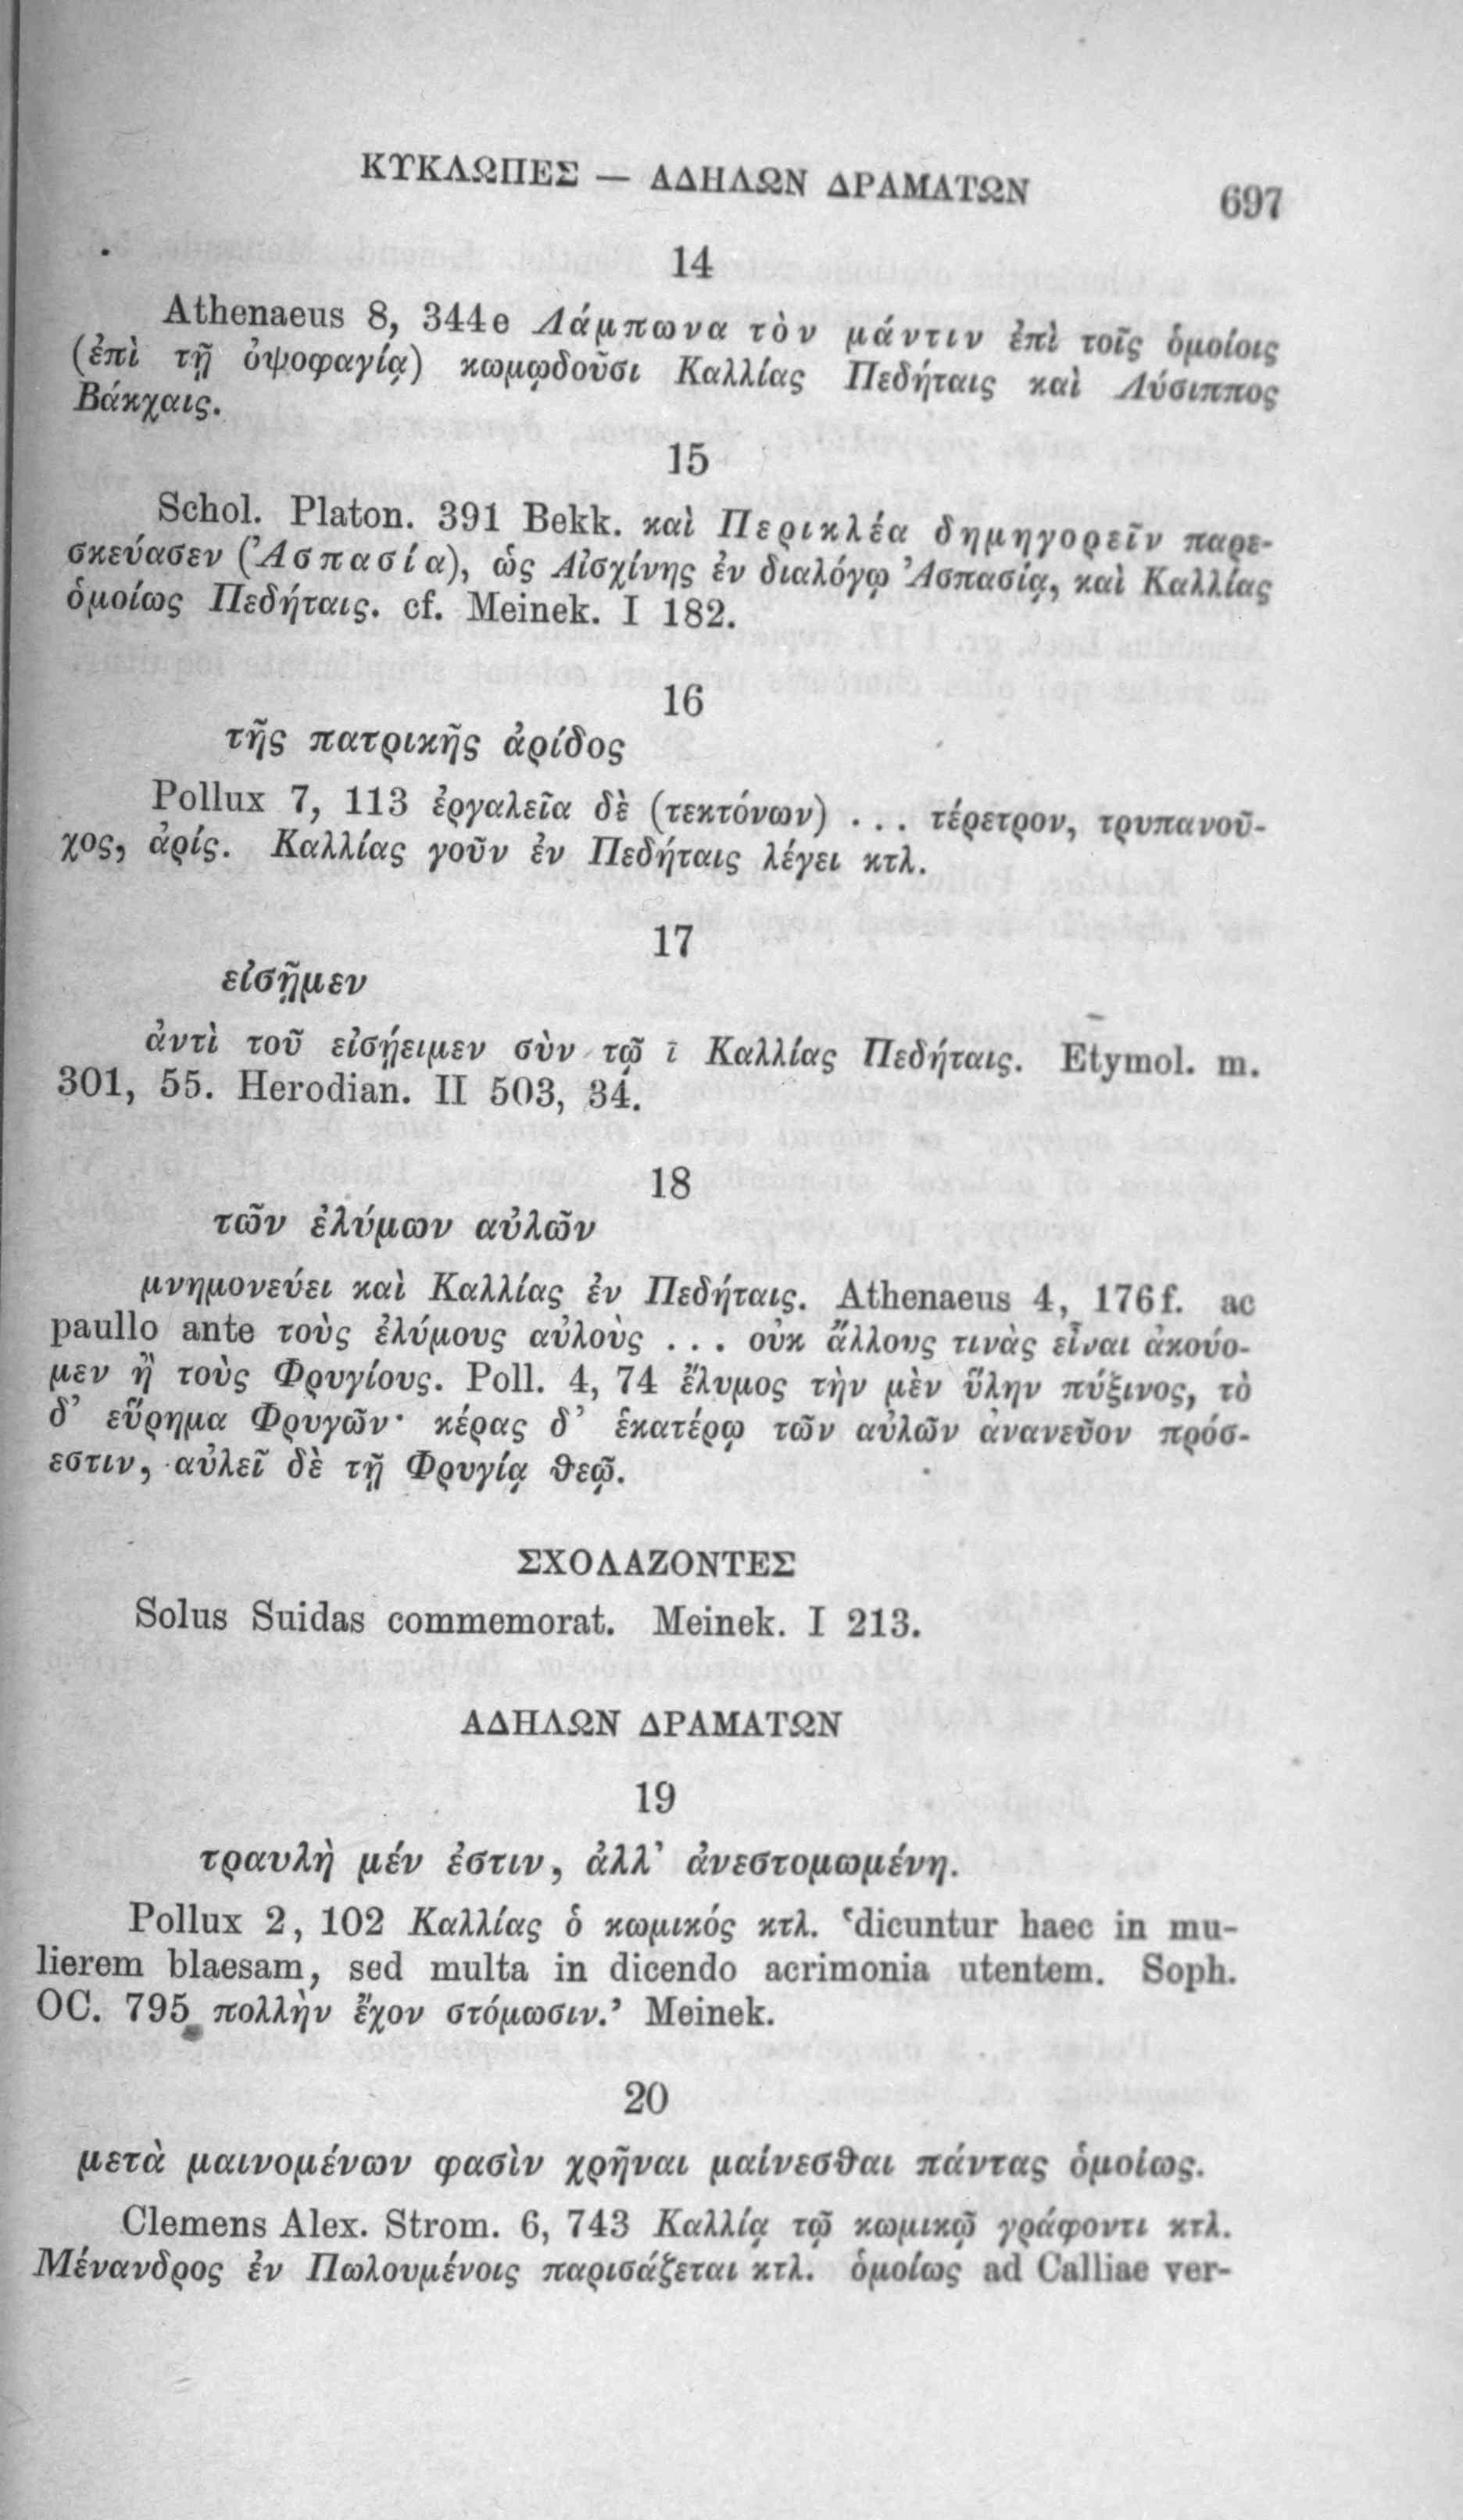 ΚΥΚΛΩΠΕΣ — ΑΔΗΛΩΝ ΔΡΑΜΑΤΩΝ 697
14
Athenaeus 8, 344e Λάμπωνα τὸν μάντιν ἐπὶ τοῖς ὁμοίοις
(ἐπὶ τῇ ὀψοφαγίᾳ) κωμῳδοῦσι Καλλίας Πεδήταις καὶ Λύσιππος
Βάκχαις.
15
Schol. Platon. 391 Bekk. καὶ Περικλέα δημηγορεῖν παρε-
σκεύασεν (Ἀσπασία), ὡς Αἰσχίνης ἐν διαλόγῳ Ἀσπασίᾳ, καὶ Καλλίας
ὁμοίως Πεδήταις. cf. Meinek. I 182.
16
τῆς πατρικῆς ἀρίδος
Pollux 7, 113 ἐργαλεῖα δὲ (τεκτόνων) . . . τέρετρον, τρυπανοῦ-
χος, ἀρίς. Καλλίας γοῦν ἐν Πεδήταις λέγει κτλ.
17
εἰσῇμεν
ἀντὶ τοῦ εἰσῄειμεν σὺν τῷ ῑ Καλλίας Πεδήταις. Etymol. m.
301, 55. Herodian. II 503, 34.
18
τῶν ἐλύμων αὐλῶν
μνημονεύει καὶ Καλλίας ἐν Πεδήταις. Athenaeus 4, 176f. ac
paullo ante τοὺς ἐλύμους αὐλοὺς . . . οὐκ ἄλλους τινὰς εἶναι ἀκούο-
μεν ἢ τοὺς Φρυγίους. Poll. 4, 74 ἔλυμος τὴν μὲν ὕλην πύξινος, τὸ
δ’ εὕρημα Φρυγῶν· κέρας δ’ ἑκατέρῳ τῶν αὐλῶν ἀνανεῦον πρόσ-
εστιν, αὐλεῖ δὲ τῇ Φρυγίᾳ θεῷ.
ΣΧΟΛΑΖΟΝΤΕΣ
Solus Suidas commemorat. Meinek. I 213.
ΑΔΗΛΩΝ ΔΡΑΜΑΤΩΝ
19
τραυλὴ μέν ἐστιν, ἀλλ’ ἀνεστομωμένη.
Pollux 2, 102 Καλλίας ὁ κωμικός κτλ. ‘dicuntur haec in mu-
lierem blaesam, sed multa in dicendo acrimonia utentem. Soph.
OC. 795 πολλὴν ἔχον στόμωσιν.’ Meinek.
20
μετὰ μαινομένων φασὶν χρῆναι μαίνεσθαι πάντας ὁμοίως.
Clemens Alex. Strom. 6, 743 Καλλίᾳ τῷ κωμικῷ γράφοντι κτλ.
Μένανδρος ἐν Πωλουμένοις παρισάζεται κτλ. ὁμοίως ad Calliae ver-